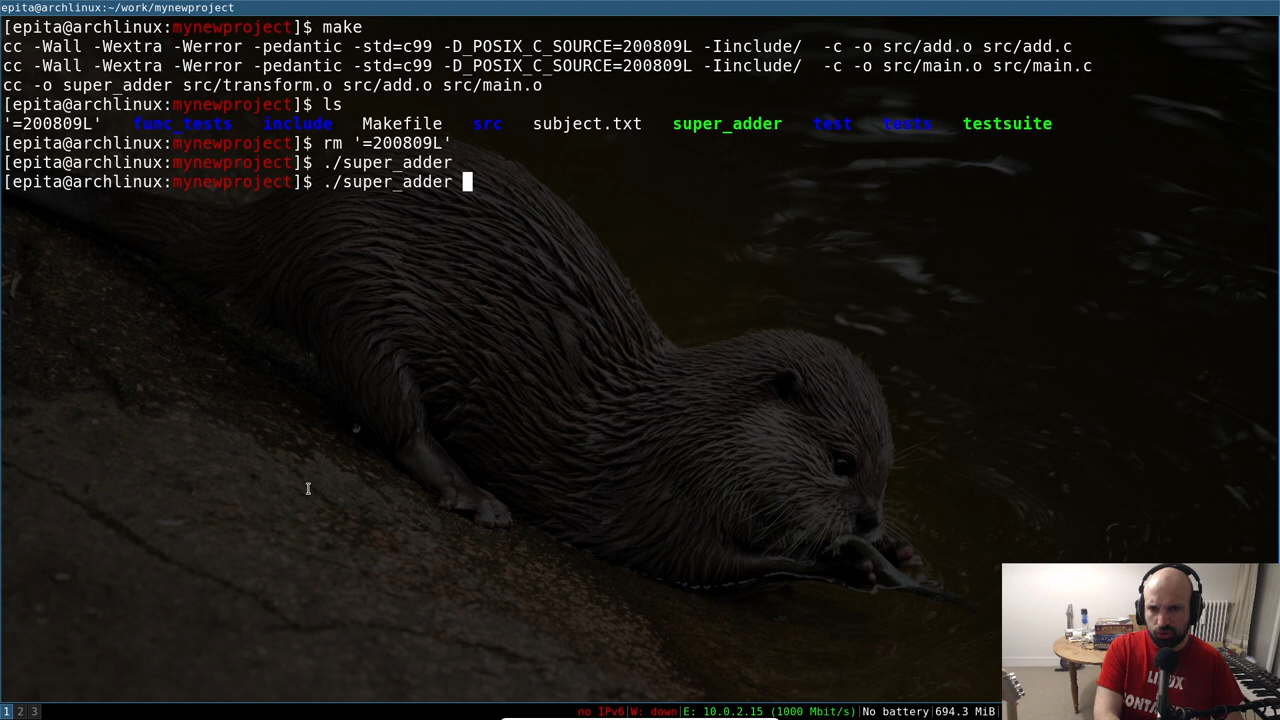 epita@archlinux:~/work/mynewproject
[epita@archlinux:mynewproject]$ make
cc -Wall -Wextra -Werror -pedantic -std=c99 -D_POSIX_C_SOURCE=200809L -Iinclude/  -c -o src/add.o src/add.c
cc -Wall -Wextra -Werror -pedantic -std=c99 -D_POSIX_C_SOURCE=200809L -Iinclude/  -c -o src/main.o src/main.c
cc -o super_adder src/transform.o src/add.o src/main.o
[epita@archlinux:mynewproject]$ ls
'=200809L'   func_tests   include   Makefile   src   subject.txt   super_adder   test   tests   testsuite
[epita@archlinux:mynewproject]$ rm '=200809L'
[epita@archlinux:mynewproject]$ ./super_adder
[epita@archlinux:mynewproject]$ ./super_adder
LINUX
1 2 3 no IPv6|W: down|E: 10.0.2.15 (1000 Mbit/s)|No battery|694.3 MiB